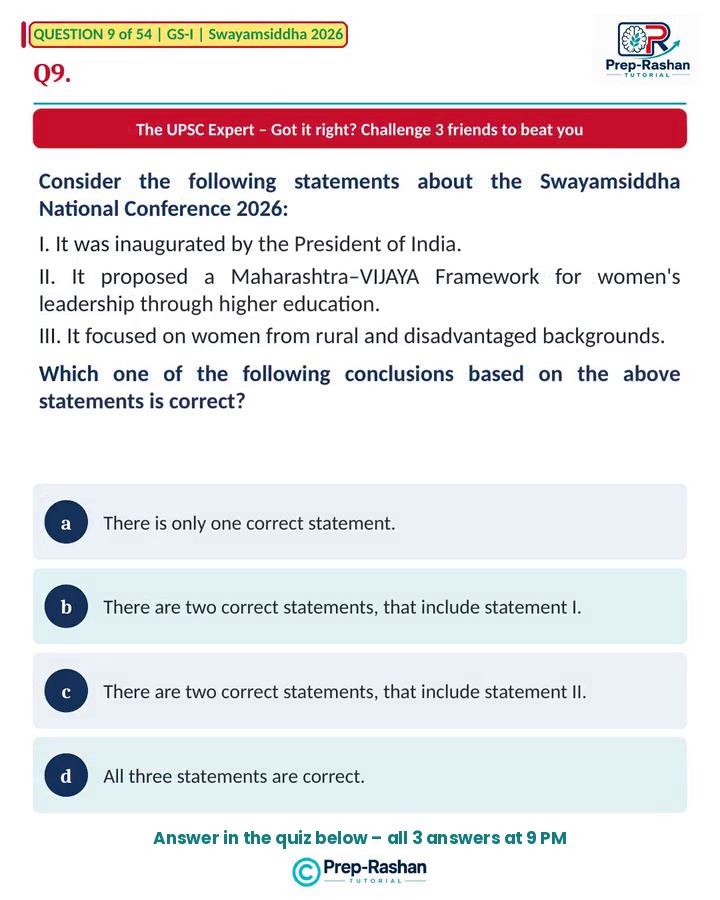 QUESTION 9 of 54 | GS-I | Swayamsiddha 2026
Prep-Rashan
TUTORIAL
Q9.
The UPSC Expert – Got it right? Challenge 3 friends to beat you
Consider the following statements about the Swayamsiddha
National Conference 2026:
I. It was inaugurated by the President of India.
II. It proposed a Maharashtra–VIJAYA Framework for women's
leadership through higher education.
III. It focused on women from rural and disadvantaged backgrounds.
Which one of the following conclusions based on the above
statements is correct?
a There is only one correct statement.
b There are two correct statements, that include statement I.
c There are two correct statements, that include statement II.
d All three statements are correct.
Answer in the quiz below – all 3 answers at 9 PM
© Prep-Rashan
TUTORIAL